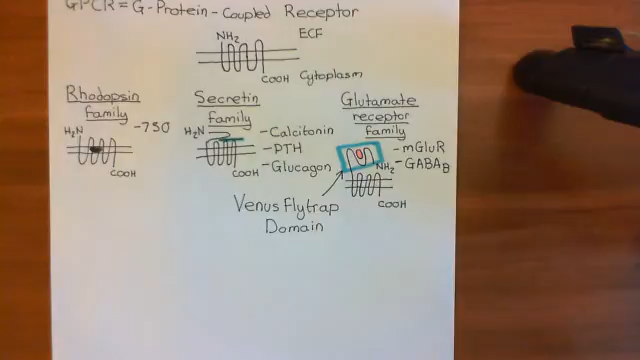 GPCR = G-Protein-Coupled Receptor
NH2
ECF
COOH
Cytoplasm
Rhodopsin
family
H2N
-750
COOH
Secretin
family
H2N
-Calcitonin
-PTH
-Glucagon
COOH
Glutamate
receptor
family
-mGluR
-GABAB
NH2
COOH
Venus Flytrap
Domain